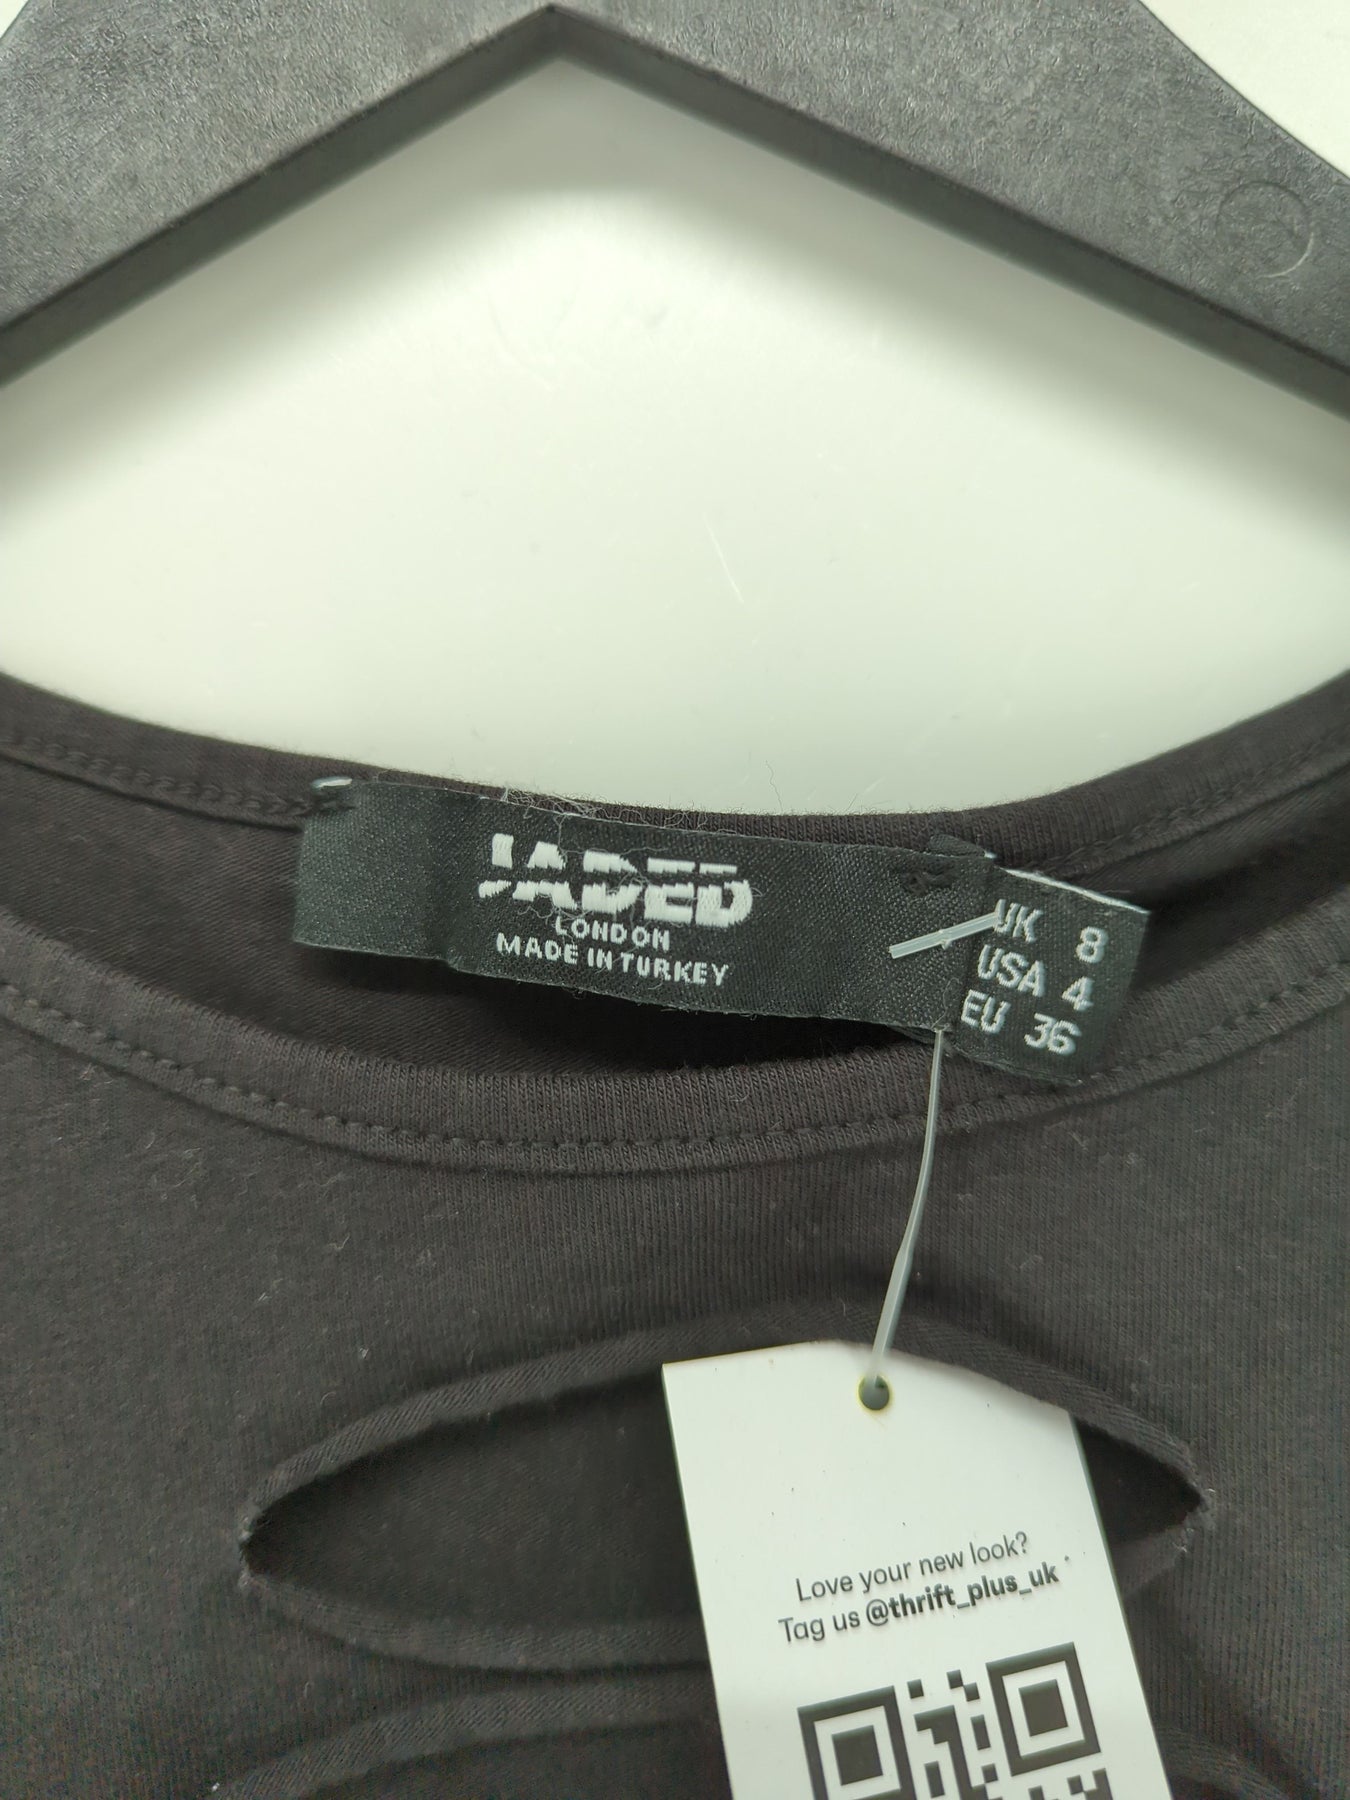 JADED
LONDON
MADE IN TURKEY
UK 8
USA 4
EU 36
Love your new look?
Tag us @thrift_plus_uk